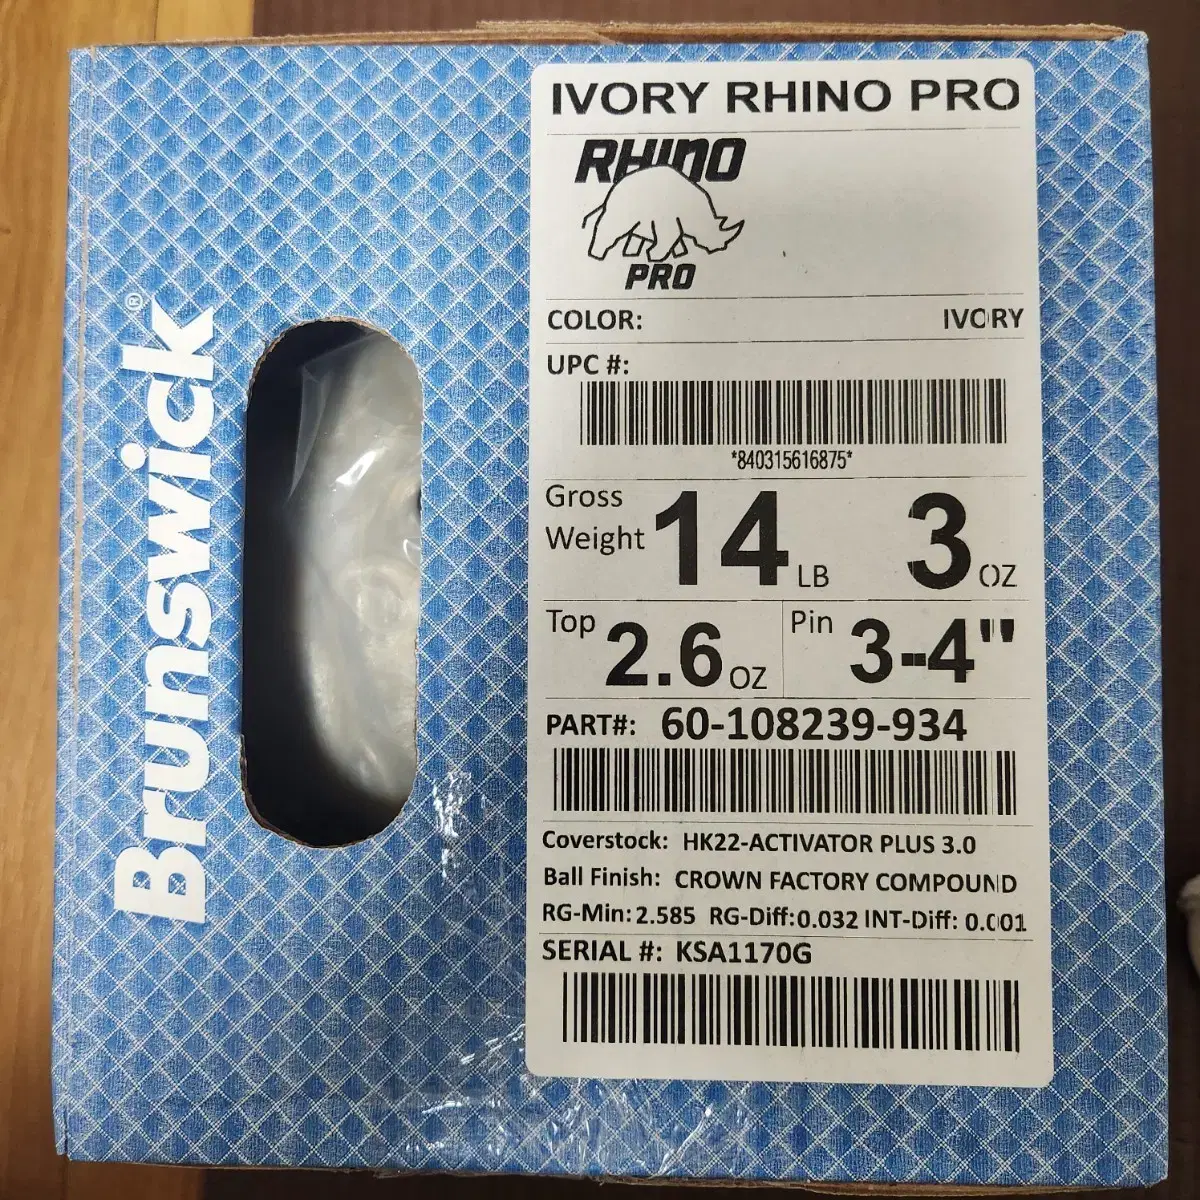 Brunswick®
IVORY RHINO PRO
RHINO
PRO
COLOR: IVORY
UPC #:
*840315616875*
Gross Weight 14 LB 3 OZ
Top 2.6 OZ Pin 3-4"
PART#: 60-108239-934
Coverstock: HK22-ACTIVATOR PLUS 3.0
Ball Finish: CROWN FACTORY COMPOUND
RG-Min: 2.585 RG-Diff: 0.032 INT-Diff: 0.001
SERIAL #: KSA1170G